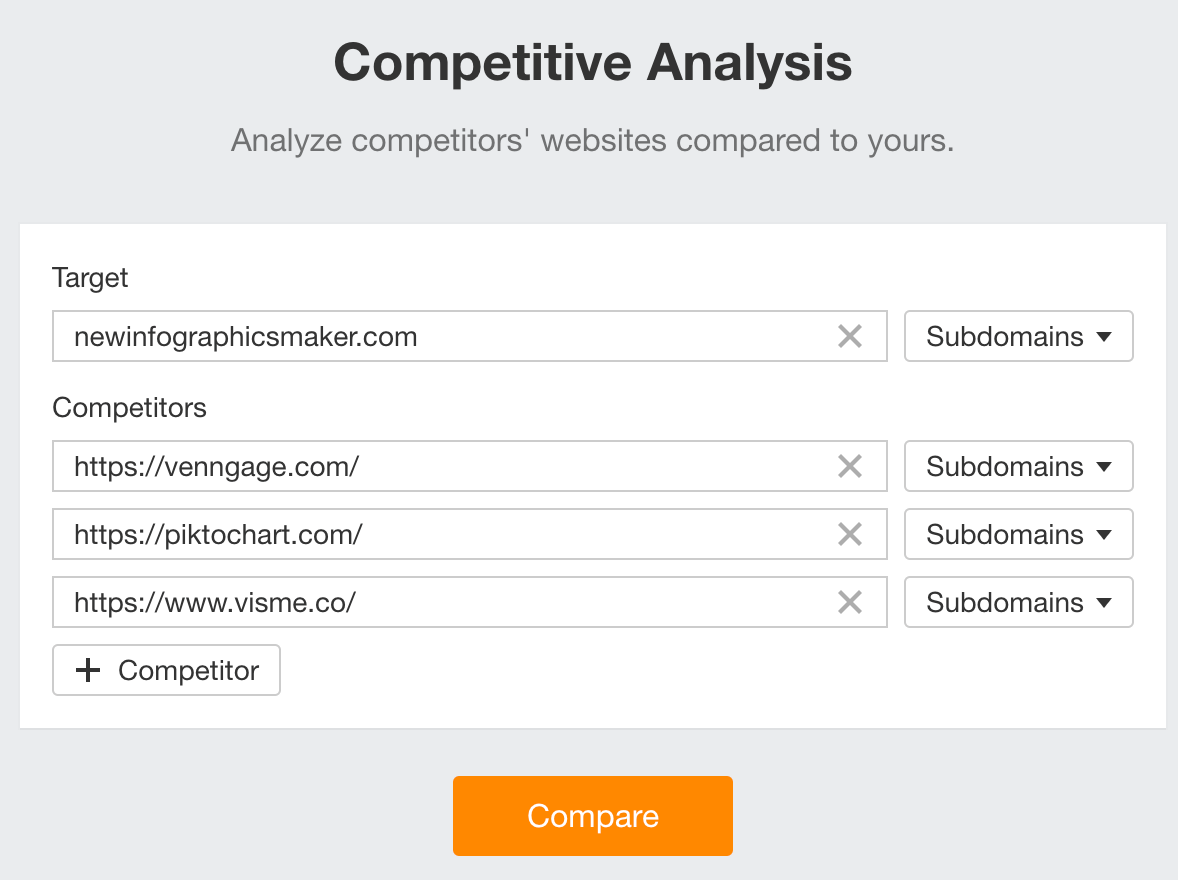 Competitive Analysis
Analyze competitors' websites compared to yours.
Target
newinfographicsmaker.com
Subdomains
Competitors
https://venngage.com/
Subdomains
https://piktochart.com/
Subdomains
https://www.visme.co/
Subdomains
+ Competitor
Compare